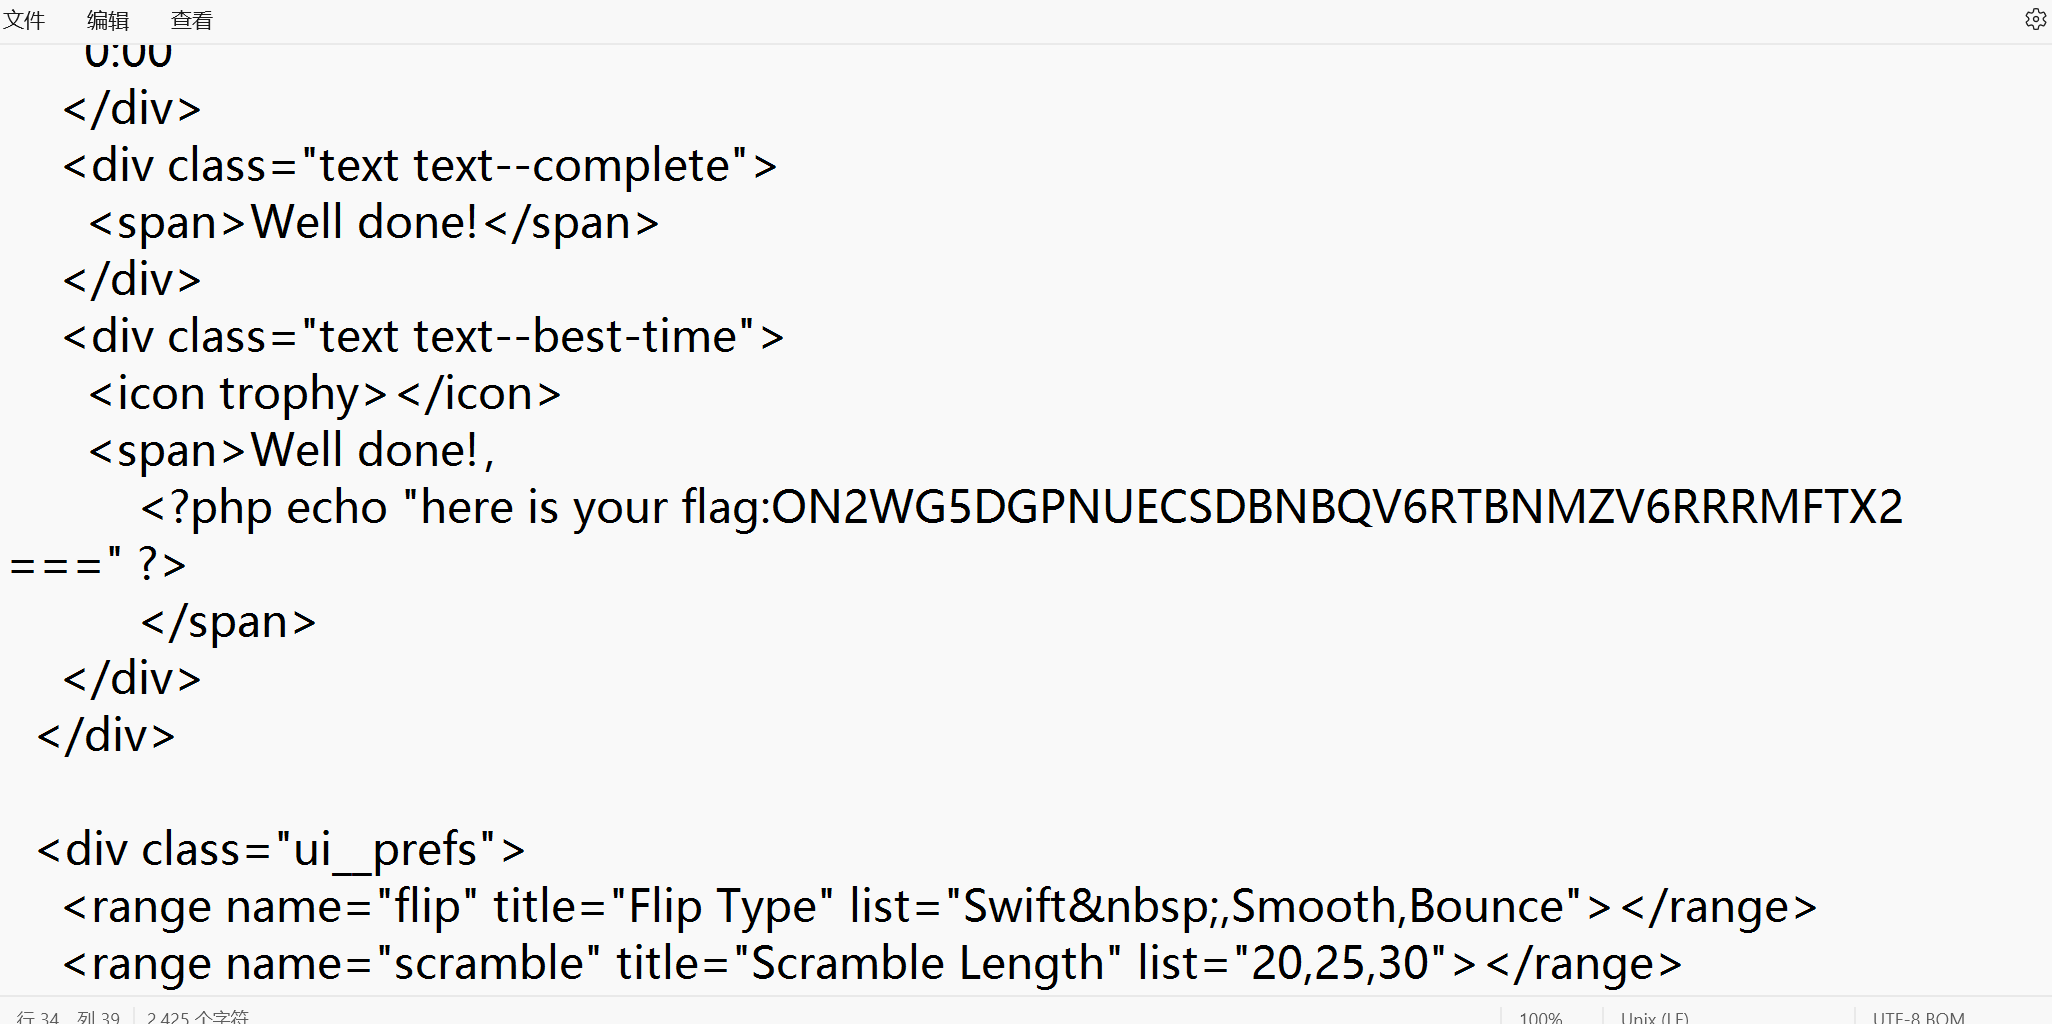 文件 编辑 查看
0:00
</div>
<div class="text text--complete">
<span>Well done!</span>
</div>
<div class="text text--best-time">
<icon trophy></icon>
<span>Well done!,
<?php echo "here is your flag:ON2WG5DGPNUECSDBNBQV6RTBNMZV6RRRMFTX2
===" ?>
</span>
</div>
</div>
<div class="ui__prefs">
<range name="flip" title="Flip Type" list="Swift&nbsp;,Smooth,Bounce"></range>
<range name="scramble" title="Scramble Length" list="20,25,30"></range>
行 34, 列 39 2,425 个字符 100% Unix (LF) UTF-8 BOM